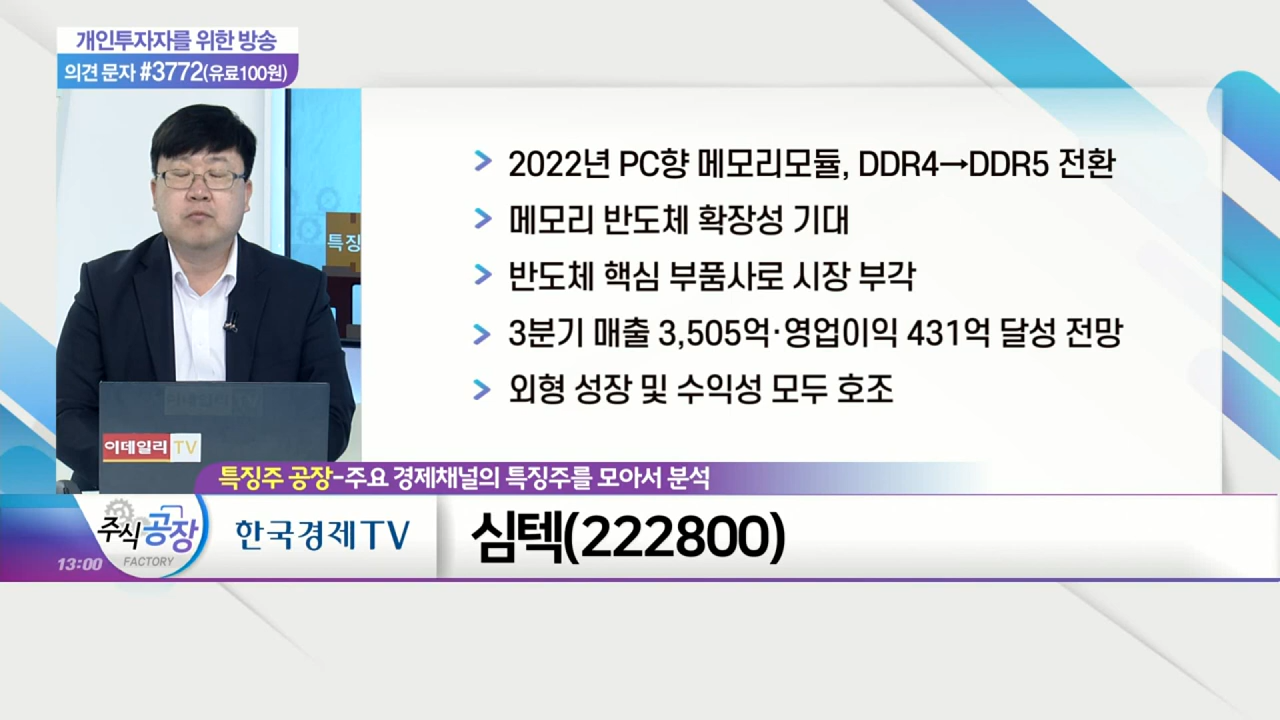 개인투자자를 위한 방송
의견 문자 #3772(유료100원)
> 2022년 PC향 메모리모듈, DDR4→DDR5 전환
> 메모리 반도체 확장성 기대
> 반도체 핵심 부품사로 시장 부각
> 3분기 매출 3,505억·영업이익 431억 달성 전망
> 외형 성장 및 수익성 모두 호조
특징
이데일리 TV
특징주 공장-주요 경제채널의 특징주를 모아서 분석
주식공장
FACTORY
13:00
한국경제TV
심텍(222800)